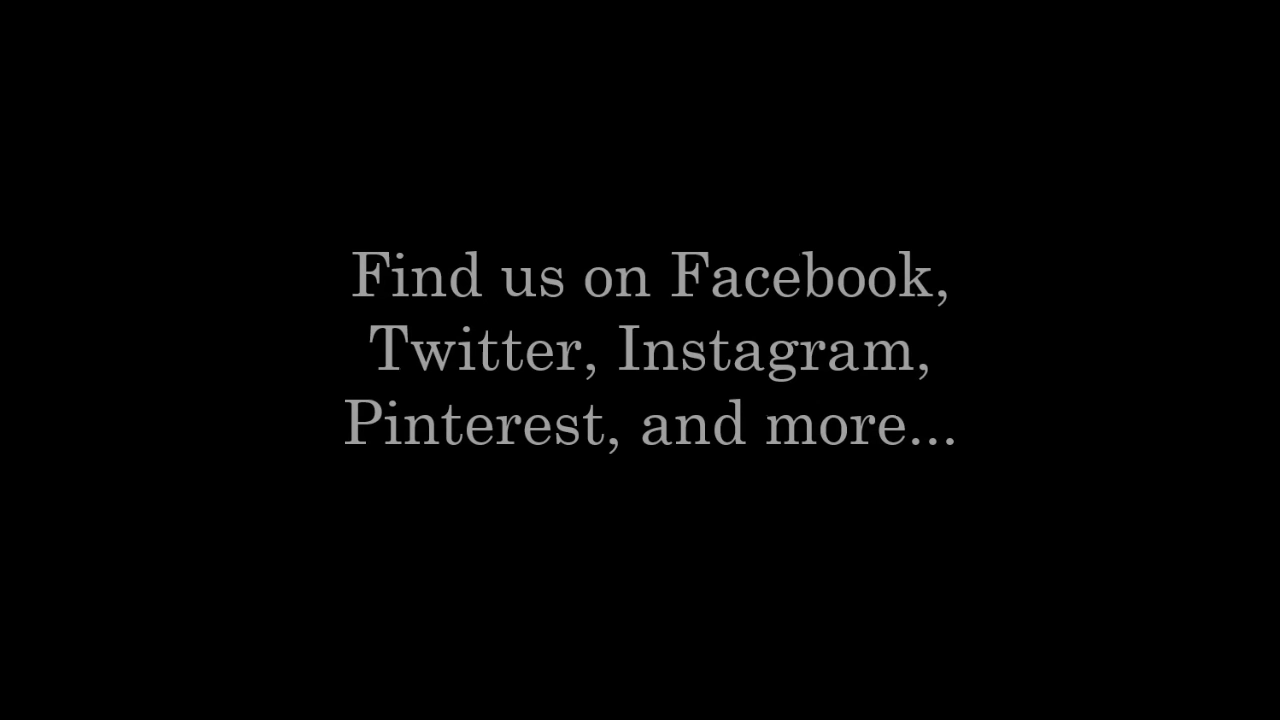 Find us on Facebook,
Twitter, Instagram,
Pinterest, and more...